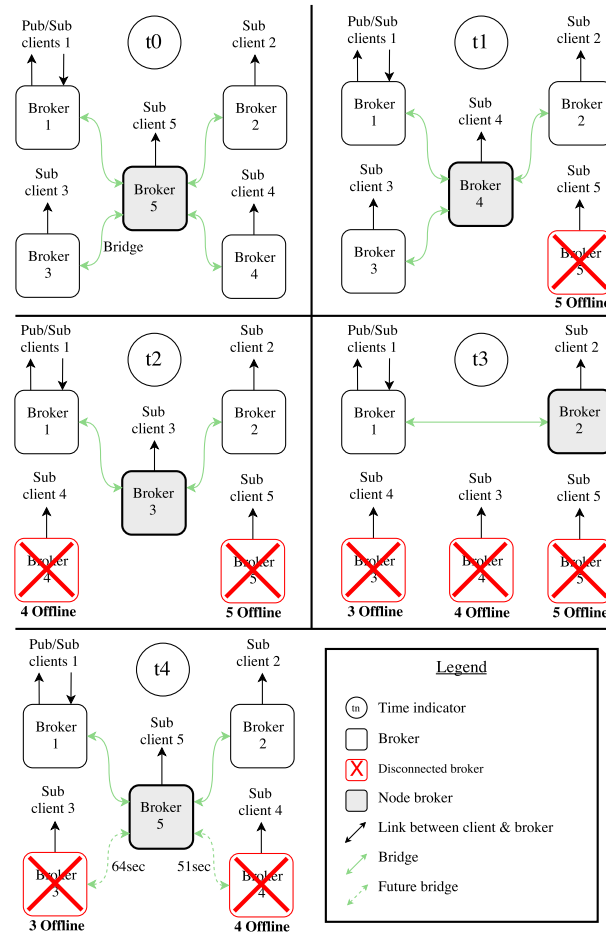 t0
Pub/Sub
clients 1
Sub
client 2
Broker
1
Broker
2
Sub
client 5
Broker
5
Sub
client 3
Sub
client 4
Bridge
Broker
3
Broker
4
t1
Pub/Sub
clients 1
Sub
client 2
Broker
1
Broker
2
Sub
client 4
Broker
4
Sub
client 3
Sub
client 5
Broker
3
Broker
5
5 Offline
t2
Pub/Sub
clients 1
Sub
client 2
Broker
1
Broker
2
Sub
client 3
Broker
3
Sub
client 4
Sub
client 5
Broker
4
Broker
5
4 Offline
5 Offline
t3
Pub/Sub
clients 1
Sub
client 2
Broker
1
Broker
2
Sub
client 4
Sub
client 3
Sub
client 5
Broker
3
Broker
4
Broker
5
3 Offline
4 Offline
5 Offline
t4
Pub/Sub
clients 1
Sub
client 2
Broker
1
Broker
2
Sub
client 5
Broker
5
Sub
client 3
Sub
client 4
64sec
51sec
Broker
3
Broker
4
3 Offline
4 Offline
Legend
tn Time indicator
Broker
Disconnected broker
Node broker
Link between client & broker
Bridge
Future bridge